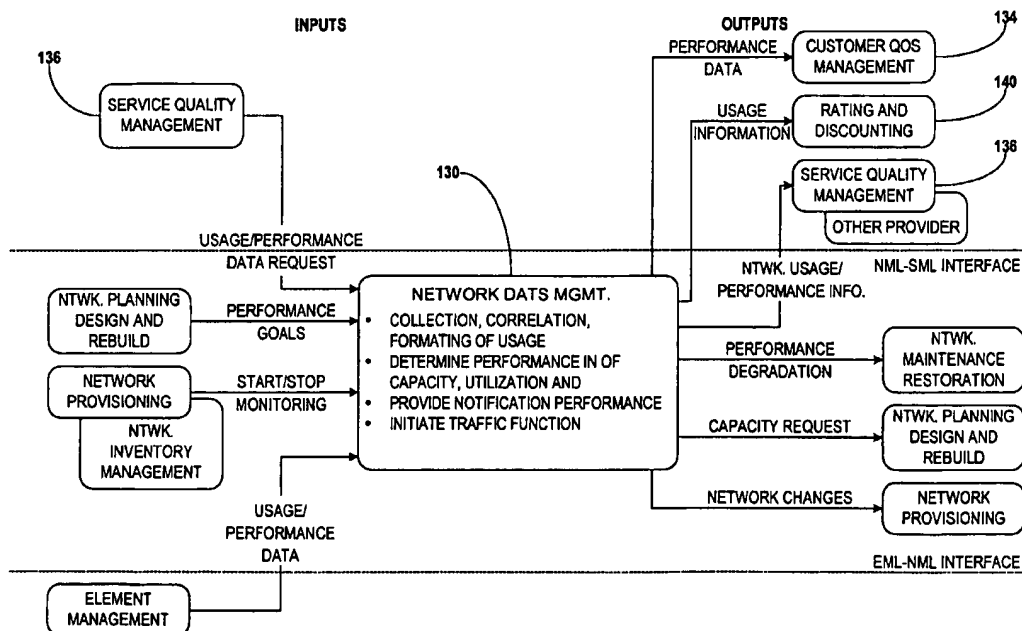 INPUTS
OUTPUTS
134
PERFORMANCE
DATA
CUSTOMER QOS
MANAGEMENT
136
SERVICE QUALITY
MANAGEMENT
140
USAGE
INFORMATION
RATING AND
DISCOUNTING
136
SERVICE QUALITY
MANAGEMENT
OTHER PROVIDER
130
USAGE/PERFORMANCE
DATA REQUEST
NTWK. USAGE/
PERFORMANCE INFO.
NML-SML INTERFACE
NTWK. PLANNING
DESIGN AND
REBUILD
PERFORMANCE
GOALS
NETWORK
PROVISIONING
NTWK.
INVENTORY
MANAGEMENT
START/STOP
MONITORING
NETWORK DATS MGMT.
• COLLECTION, CORRELATION,
FORMATING OF USAGE
• DETERMINE PERFORMANCE IN OF
CAPACITY, UTILIZATION AND
• PROVIDE NOTIFICATION PERFORMANCE
• INITIATE TRAFFIC FUNCTION
PERFORMANCE
DEGRADATION
NTWK.
MAINTENANCE
RESTORATION
CAPACITY REQUEST
NTWK. PLANNING
DESIGN AND
REBUILD
NETWORK CHANGES
NETWORK
PROVISIONING
USAGE/
PERFORMANCE
DATA
EML-NML INTERFACE
ELEMENT
MANAGEMENT